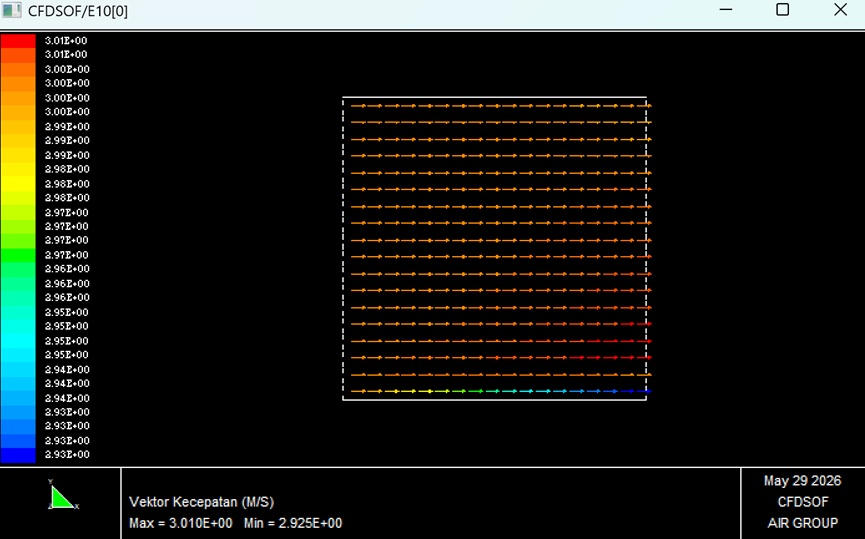 CFDSOF/E10[0]
3.01E+00
3.01E+00
3.00E+00
3.00E+00
3.00E+00
3.00E+00
2.99E+00
2.99E+00
2.99E+00
2.98E+00
2.98E+00
2.98E+00
2.97E+00
2.97E+00
2.97E+00
2.97E+00
2.96E+00
2.96E+00
2.96E+00
2.95E+00
2.95E+00
2.95E+00
2.95E+00
2.94E+00
2.94E+00
2.94E+00
2.93E+00
2.93E+00
2.93E+00
2.93E+00
Y
Z X
Vektor Kecepatan (M/S)
Max = 3.010E+00 Min = 2.925E+00
May 29 2026
CFDSOF
AIR GROUP